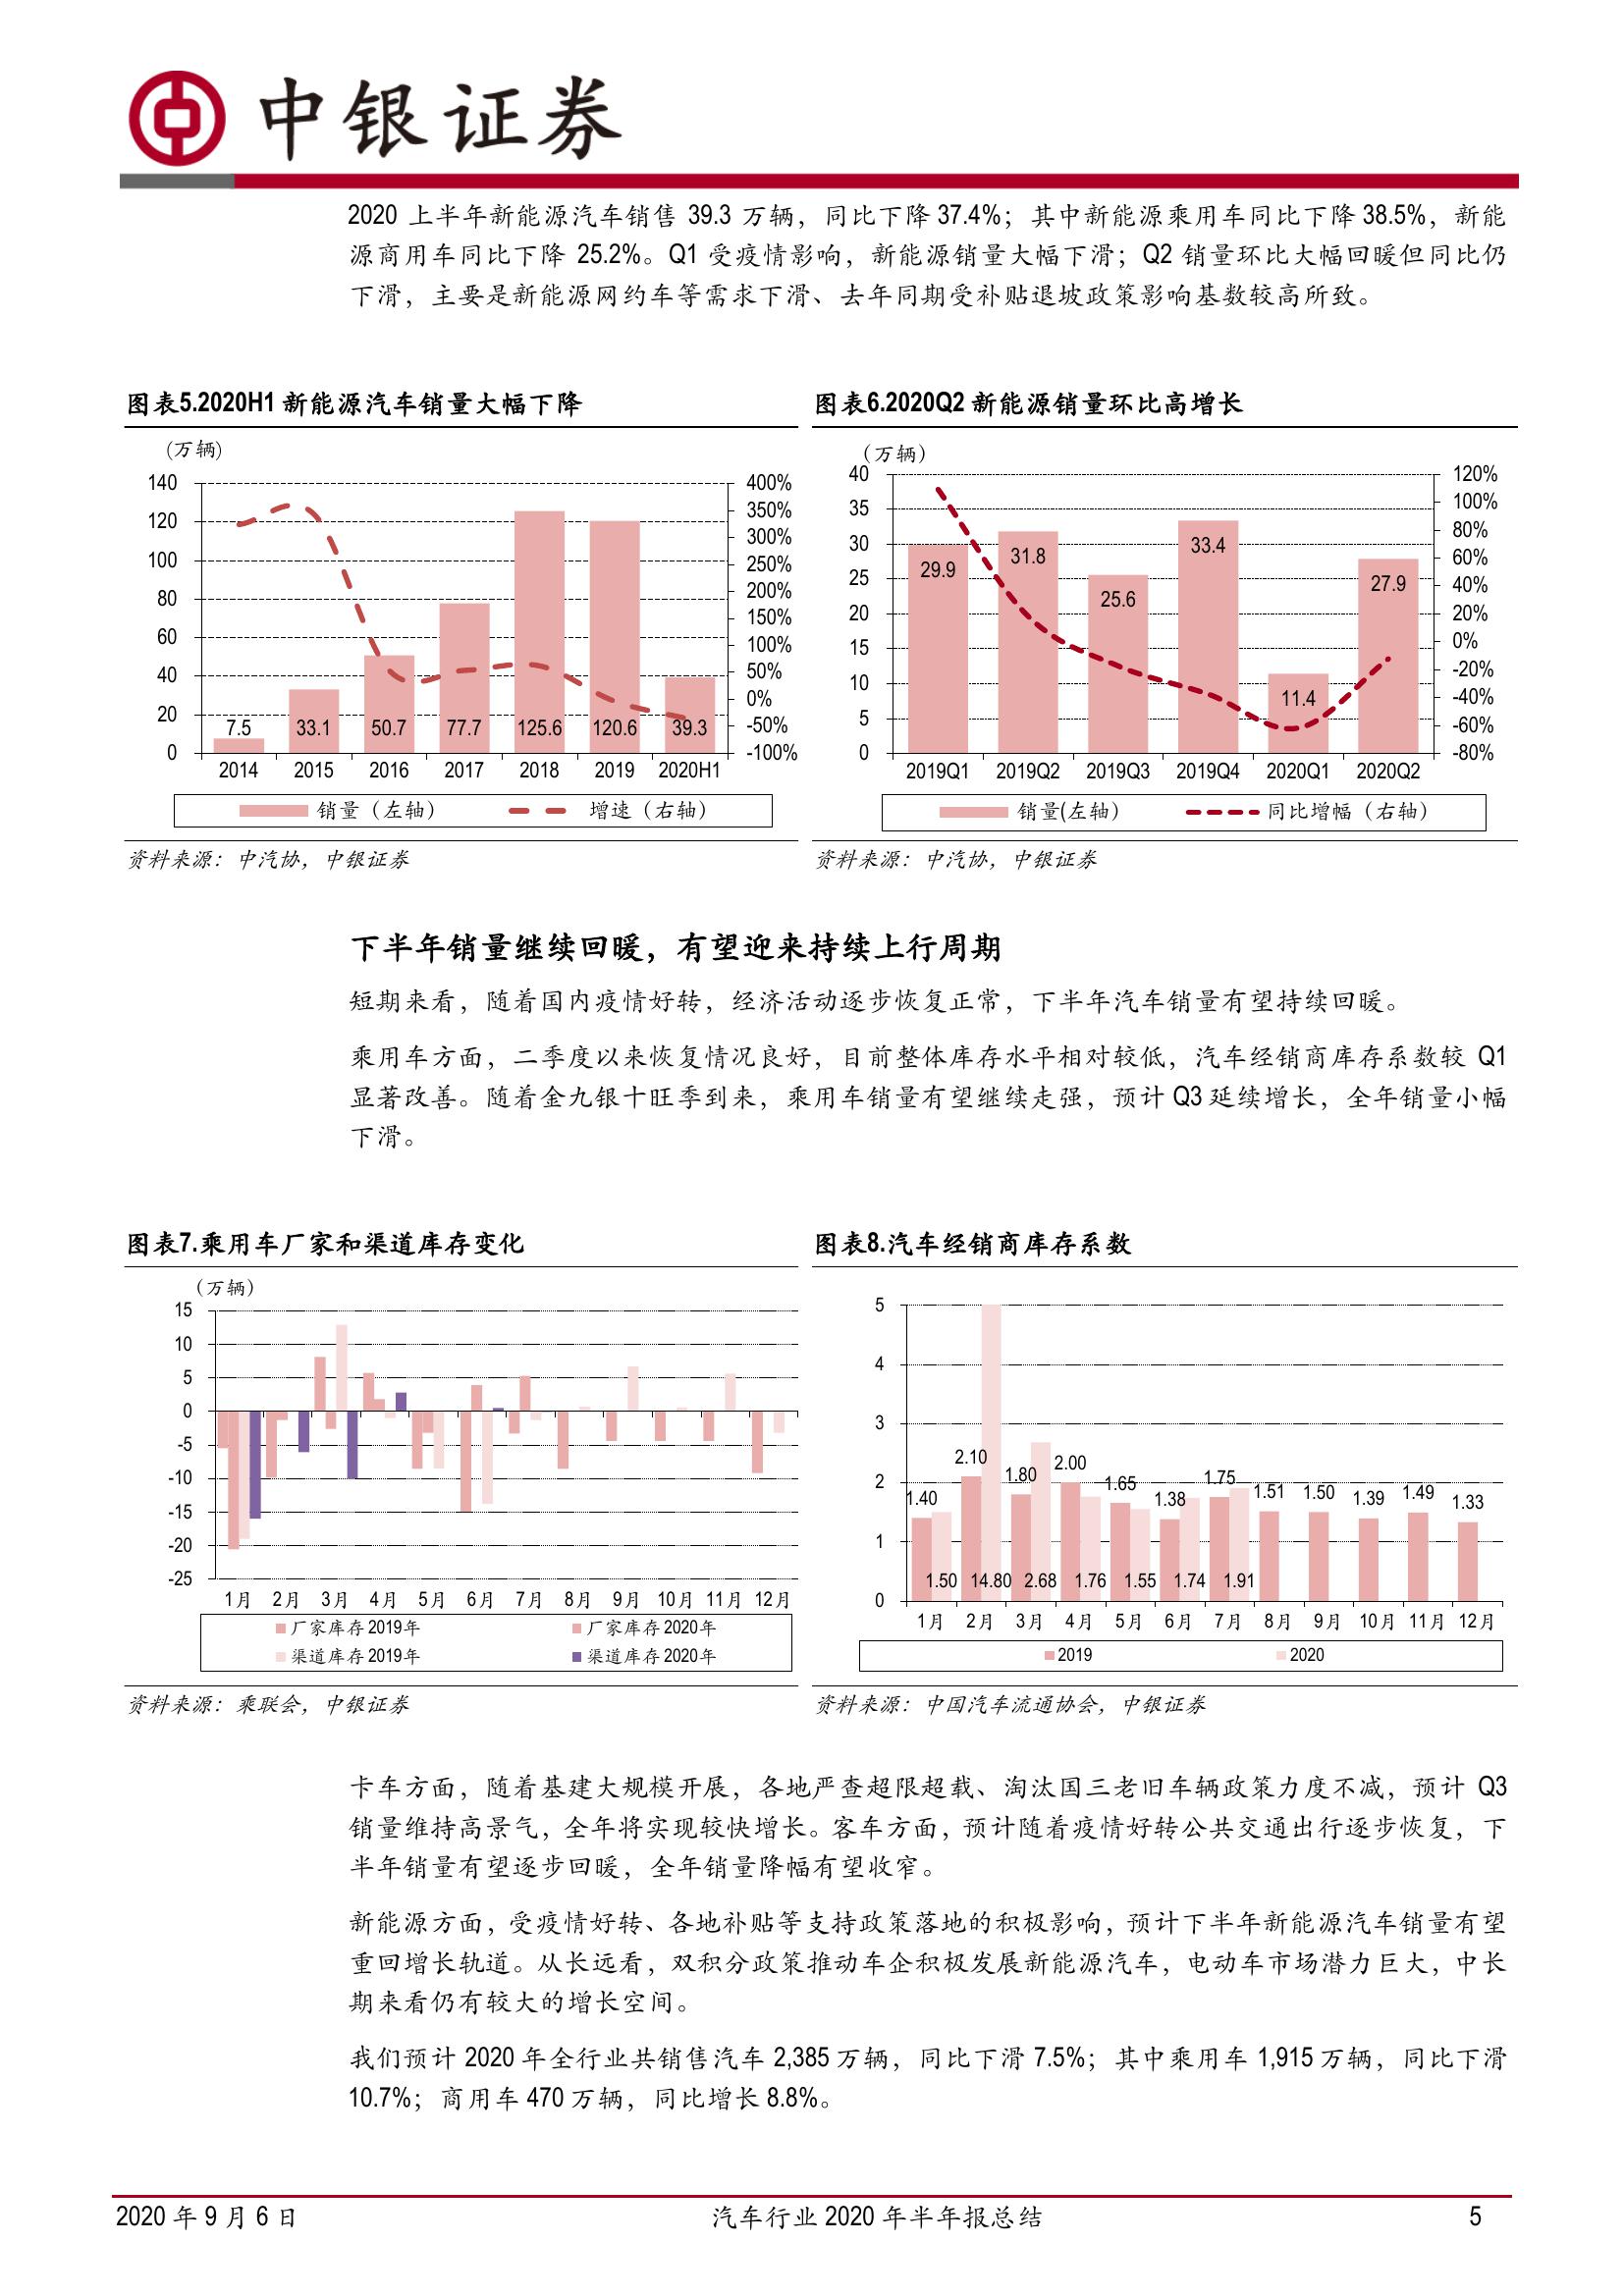 中银证券
2020 上半年新能源汽车销售 39.3 万辆，同比下降 37.4%；其中新能源乘用车同比下降 38.5%，新能
源商用车同比下降 25.2%。Q1 受疫情影响，新能源销量大幅下滑；Q2 销量环比大幅回暖但同比仍
下滑，主要是新能源网约车等需求下滑、去年同期受补贴退坡政策影响基数较高所致。
图表5.2020H1 新能源汽车销量大幅下降
(万辆)
140
120
100
80
60
40
20
0
400%
350%
300%
250%
200%
150%
100%
50%
0%
-50%
-100%
7.5 33.1 50.7 77.7 125.6 120.6 39.3
2014 2015 2016 2017 2018 2019 2020H1
销量（左轴） 增速（右轴）
资料来源：中汽协，中银证券
图表6.2020Q2 新能源销量环比高增长
（万辆）
40
35
30
25
20
15
10
5
0
120%
100%
80%
60%
40%
20%
0%
-20%
-40%
-60%
-80%
29.9 31.8 25.6 33.4 11.4 27.9
2019Q1 2019Q2 2019Q3 2019Q4 2020Q1 2020Q2
销量(左轴） 同比增幅（右轴）
资料来源：中汽协，中银证券
下半年销量继续回暖，有望迎来持续上行周期
短期来看，随着国内疫情好转，经济活动逐步恢复正常，下半年汽车销量有望持续回暖。
乘用车方面，二季度以来恢复情况良好，目前整体库存水平相对较低，汽车经销商库存系数较 Q1
显著改善。随着金九银十旺季到来，乘用车销量有望继续走强，预计 Q3 延续增长，全年销量小幅
下滑。
图表7.乘用车厂家和渠道库存变化
（万辆）
15
10
5
0
-5
-10
-15
-20
-25
1月 2月 3月 4月 5月 6月 7月 8月 9月 10月 11月 12月
厂家库存 2019年 厂家库存 2020年
渠道库存 2019年 渠道库存 2020年
资料来源：乘联会，中银证券
图表8.汽车经销商库存系数
5
4
3
2
1
0
1.40 2.10 1.80 2.00 1.65 1.38 1.75 1.51 1.50 1.39 1.49 1.33
1.50 14.80 2.68 1.76 1.55 1.74 1.91
1月 2月 3月 4月 5月 6月 7月 8月 9月 10月 11月 12月
2019 2020
资料来源：中国汽车流通协会，中银证券
卡车方面，随着基建大规模开展，各地严查超限超载、淘汰国三老旧车辆政策力度不减，预计 Q3
销量维持高景气，全年将实现较快增长。客车方面，预计随着疫情好转公共交通出行逐步恢复，下
半年销量有望逐步回暖，全年销量降幅有望收窄。
新能源方面，受疫情好转、各地补贴等支持政策落地的积极影响，预计下半年新能源汽车销量有望
重回增长轨道。从长远看，双积分政策推动车企积极发展新能源汽车，电动车市场潜力巨大，中长
期来看仍有较大的增长空间。
我们预计 2020 年全行业共销售汽车 2,385 万辆，同比下滑 7.5%；其中乘用车 1,915 万辆，同比下滑
10.7%；商用车 470 万辆，同比增长 8.8%。
2020 年 9 月 6 日 汽车行业 2020 年半年报总结 5